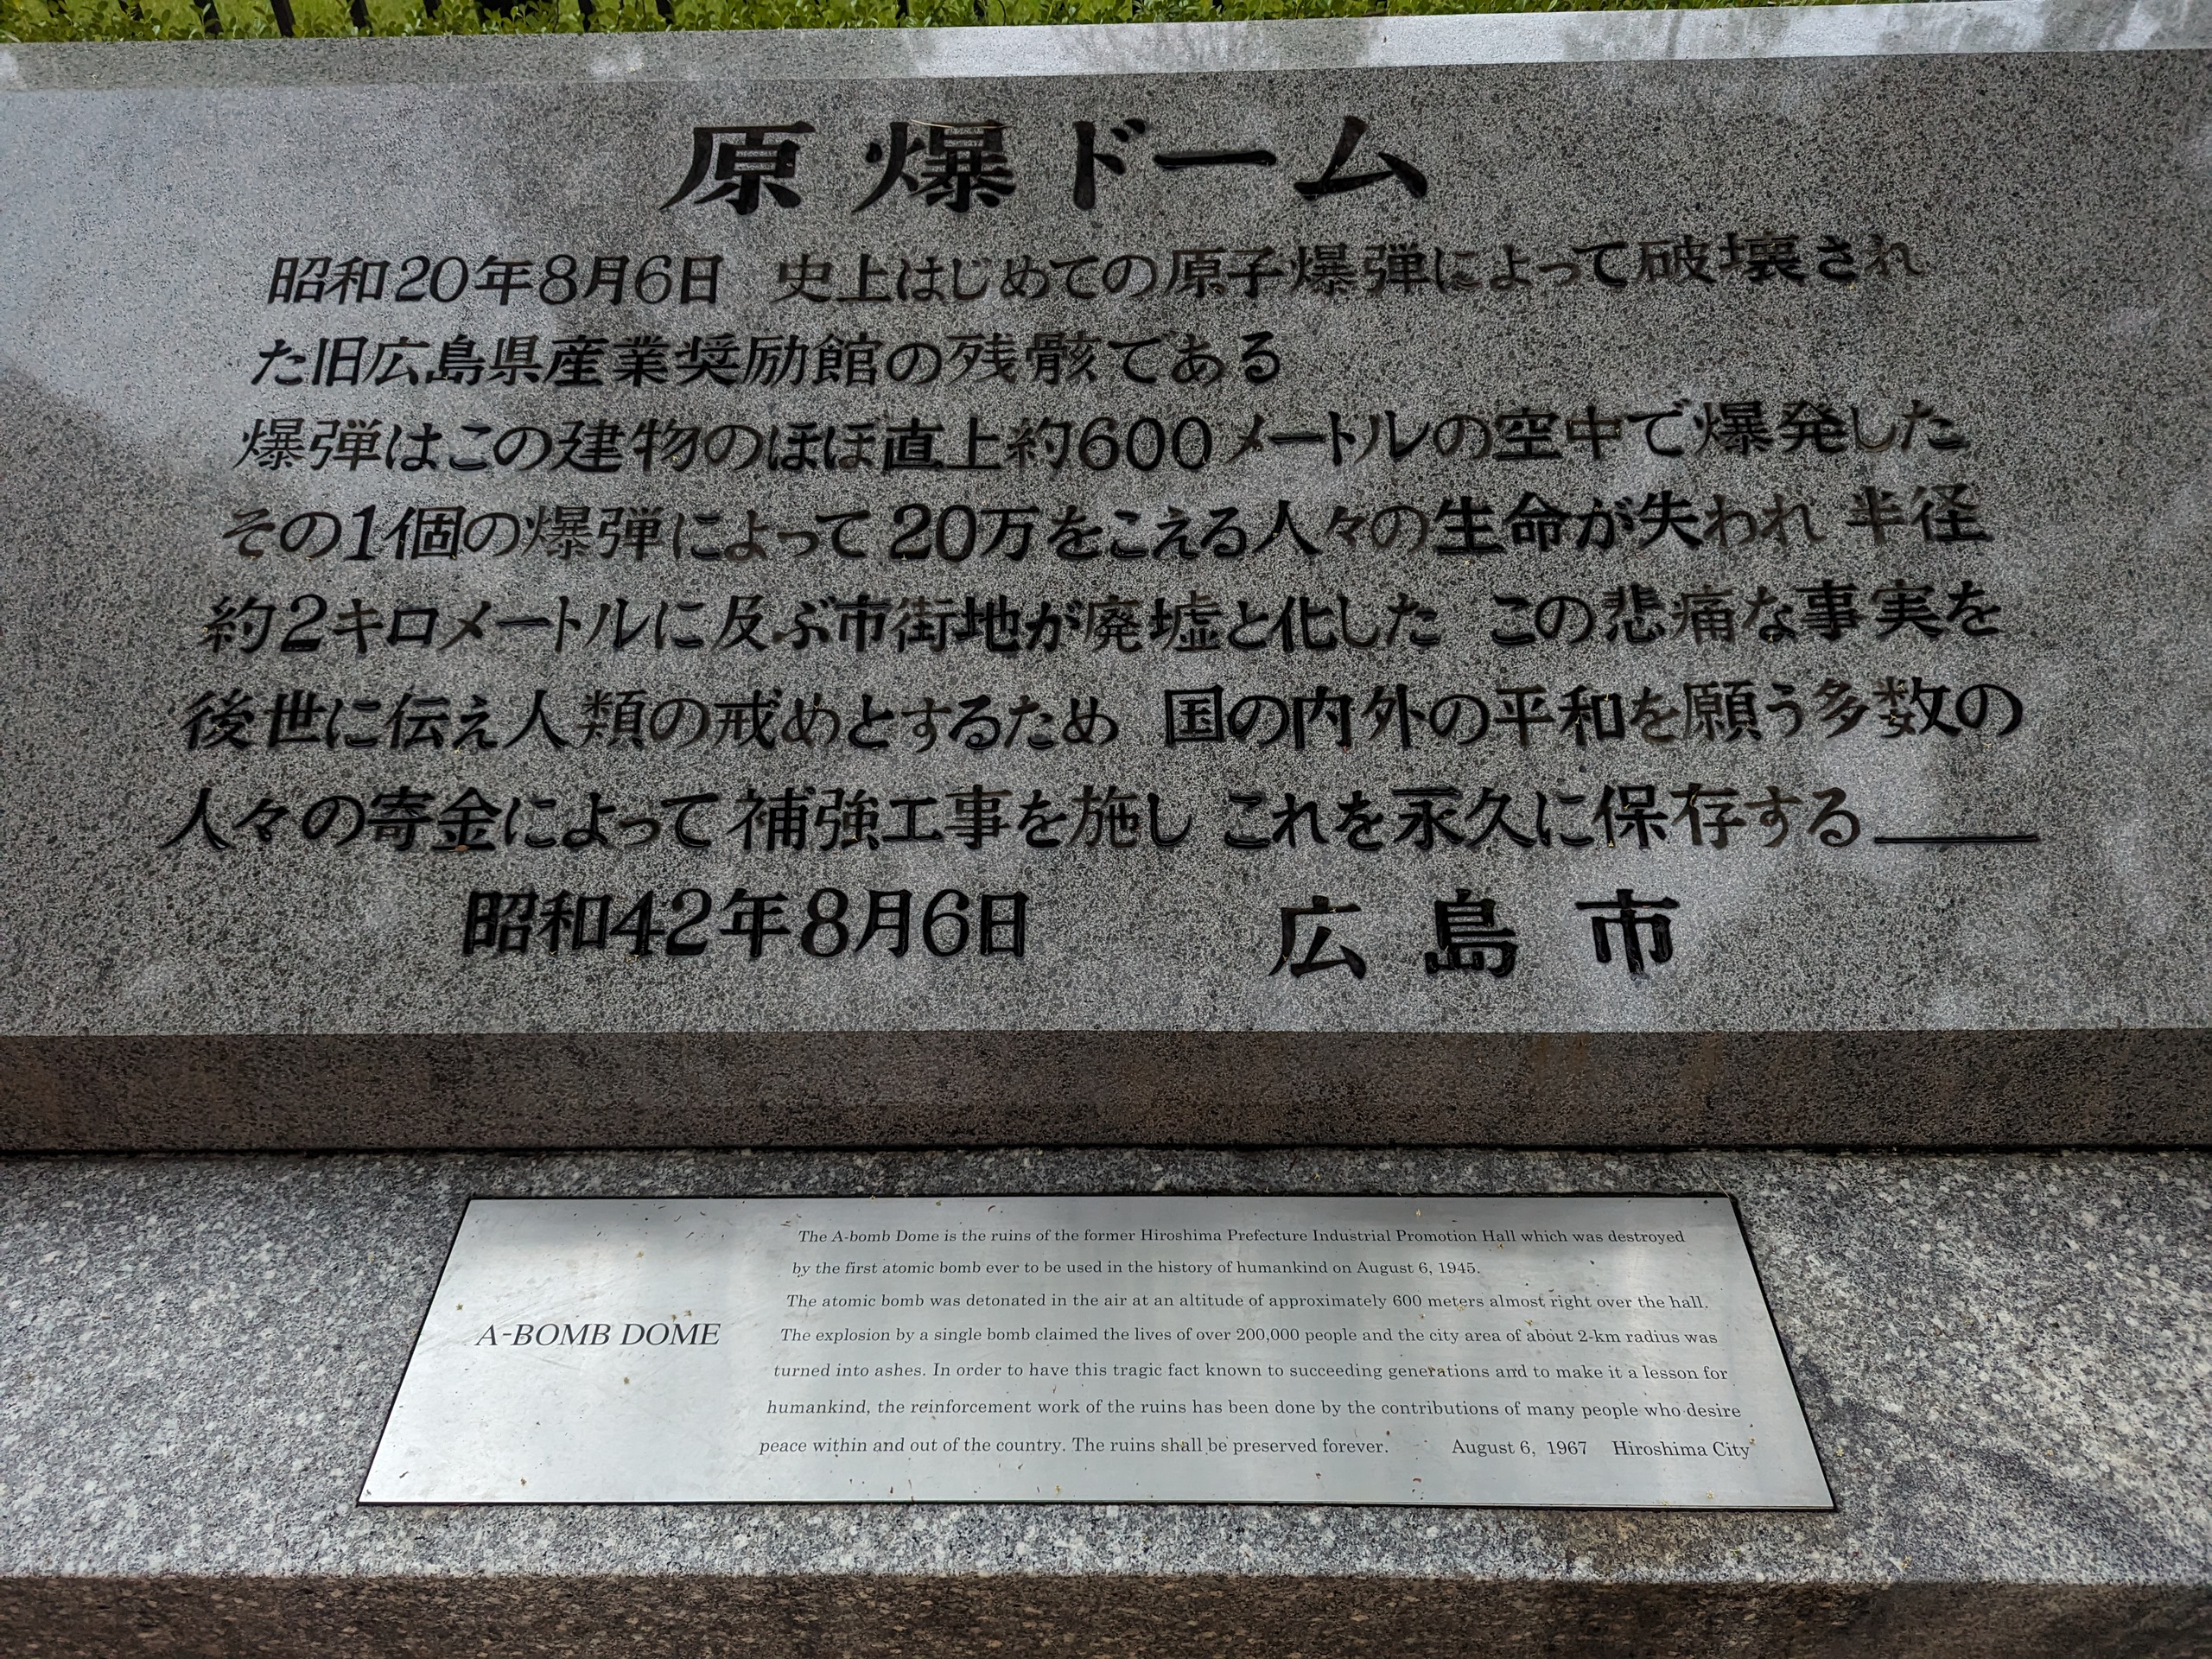 原爆ドーム
昭和20年8月6日 史上はじめての原子爆弾によって破壊され
た旧広島県産業奨励館の残骸である
爆弾はこの建物のほぼ直上約600メートルの空中で爆発した
その1個の爆弾によって20万をこえる人々の生命が失われ 半径
約2キロメートルに及ぶ市街地が廃墟と化した この悲痛な事実を
後世に伝え人類の戒めとするため 国の内外の平和を願う多数の
人々の寄金によって補強工事を施し これを永久に保存する——
昭和42年8月6日 広島市
A-BOMB DOME
The A-bomb Dome is the ruins of the former Hiroshima Prefecture Industrial Promotion Hall which was destroyed
by the first atomic bomb ever to be used in the history of humankind on August 6, 1945.
The atomic bomb was detonated in the air at an altitude of approximately 600 meters almost right over the hall.
The explosion by a single bomb claimed the lives of over 200,000 people and the city area of about 2-km radius was
turned into ashes. In order to have this tragic fact known to succeeding generations and to make it a lesson for
humankind, the reinforcement work of the ruins has been done by the contributions of many people who desire
peace within and out of the country. The ruins shall be preserved forever. August 6, 1967 Hiroshima City